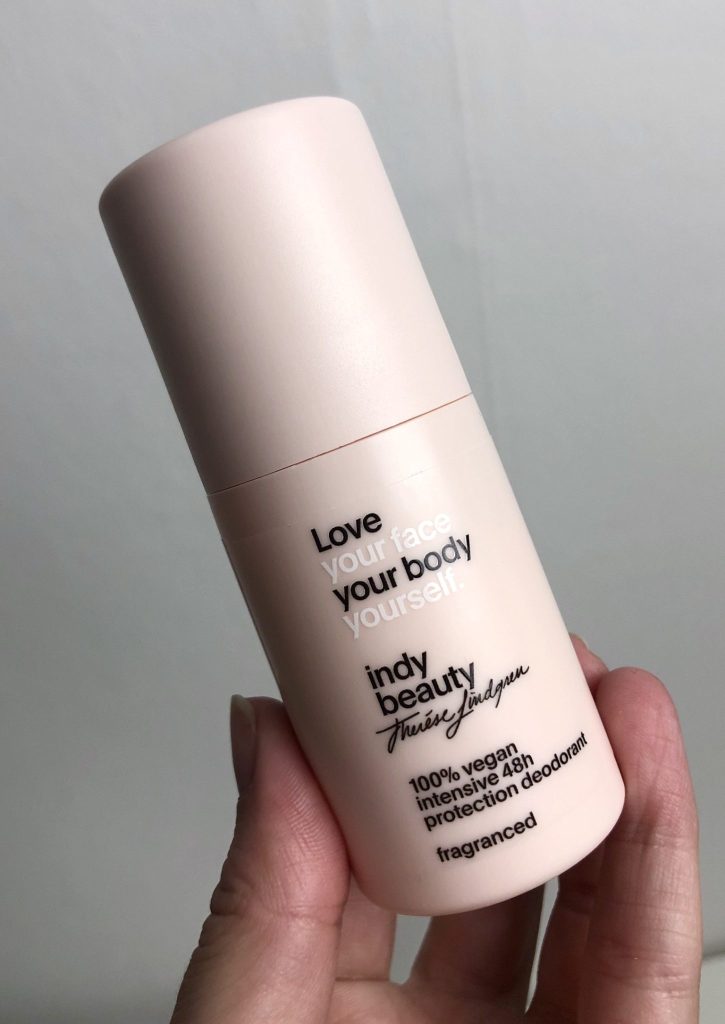 Love
your face
your body
yourself.
indy
beauty
Therése Lindgren
100% vegan
intensive 48h
protection deodorant
fragranced